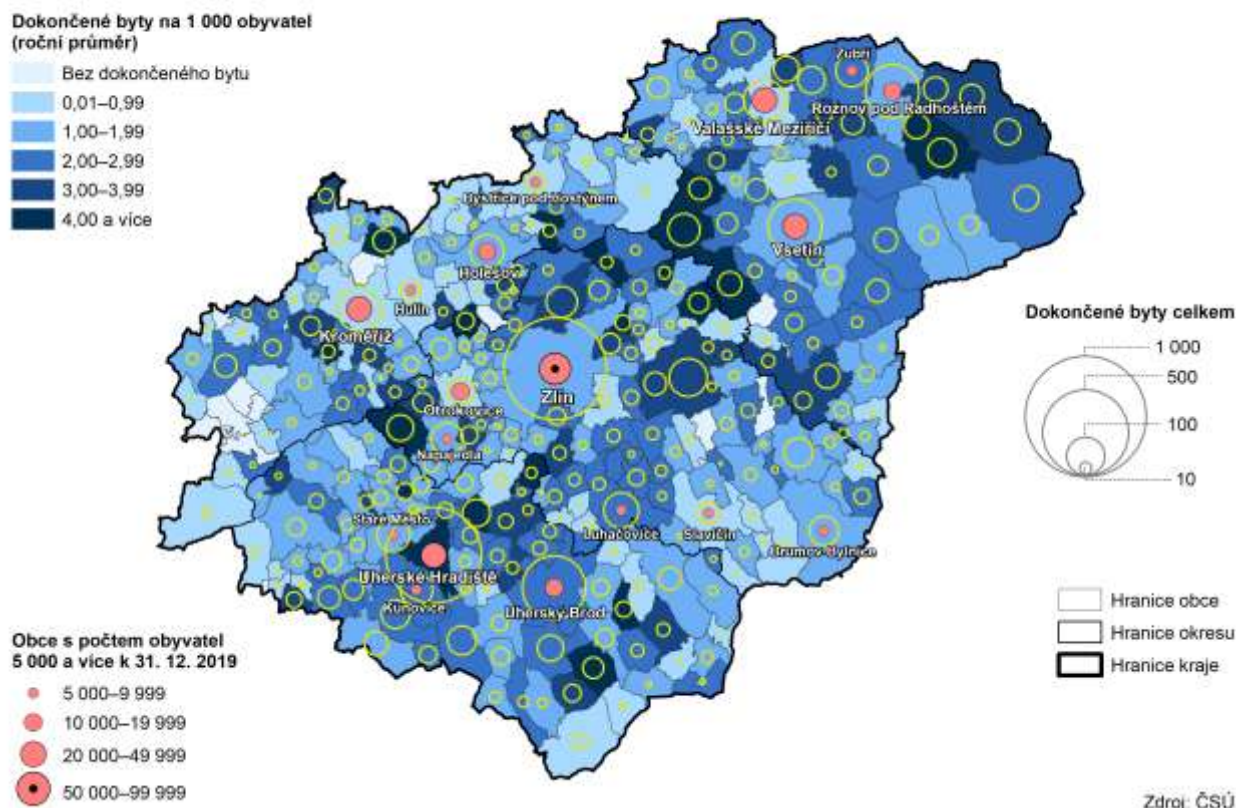 Dokončené byty na 1 000 obyvatel
(roční průměr)
Bez dokončeného bytu
0,01–0,99
1,00–1,99
2,00–2,99
3,00–3,99
4,00 a více
Zubří
Rožnov pod Radhoštěm
Valašské Meziříčí
Bystřice pod Hostýnem
Vsetín
Holešov
Hulín
Kroměříž
Zlín
Otrokovice
Napajedla
Staré Město
Luhačovice
Slavičín
Brumov-Bylnice
Uherské Hradiště
Kunovice
Uherský Brod
Dokončené byty celkem
1 000
500
100
10
Hranice obce
Hranice okresu
Hranice kraje
Obce s počtem obyvatel
5 000 a více k 31. 12. 2019
5 000–9 999
10 000–19 999
20 000–49 999
50 000–99 999
Zdroj: ČSÚ